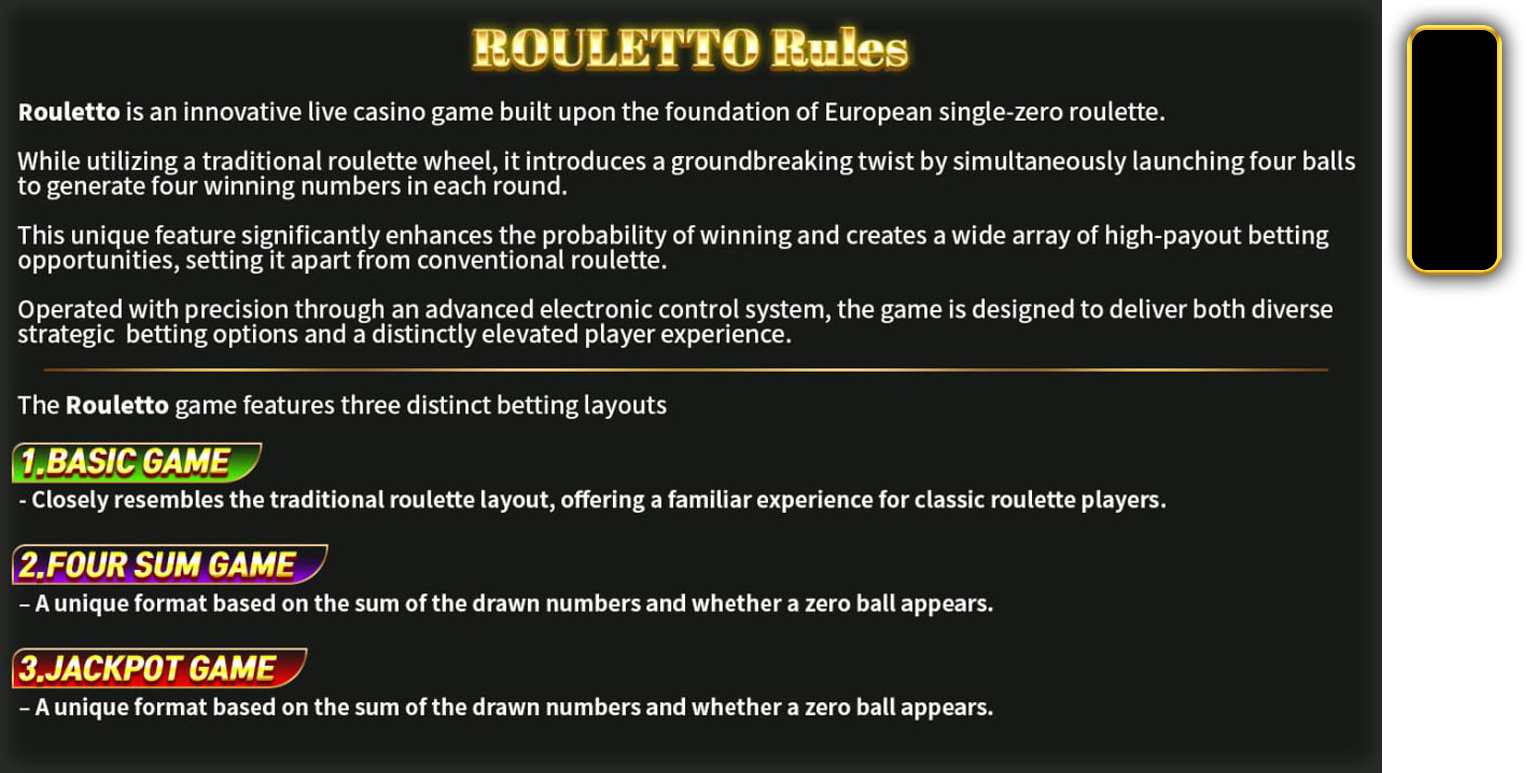 ROULETTO Rules
Rouletto is an innovative live casino game built upon the foundation of European single-zero roulette.
While utilizing a traditional roulette wheel, it introduces a groundbreaking twist by simultaneously launching four balls
to generate four winning numbers in each round.
This unique feature significantly enhances the probability of winning and creates a wide array of high-payout betting
opportunities, setting it apart from conventional roulette.
Operated with precision through an advanced electronic control system, the game is designed to deliver both diverse
strategic  betting options and a distinctly elevated player experience.
The Rouletto game features three distinct betting layouts
1.BASIC GAME
- Closely resembles the traditional roulette layout, offering a familiar experience for classic roulette players.
2.FOUR SUM GAME
– A unique format based on the sum of the drawn numbers and whether a zero ball appears.
3.JACKPOT GAME
– A unique format based on the sum of the drawn numbers and whether a zero ball appears.